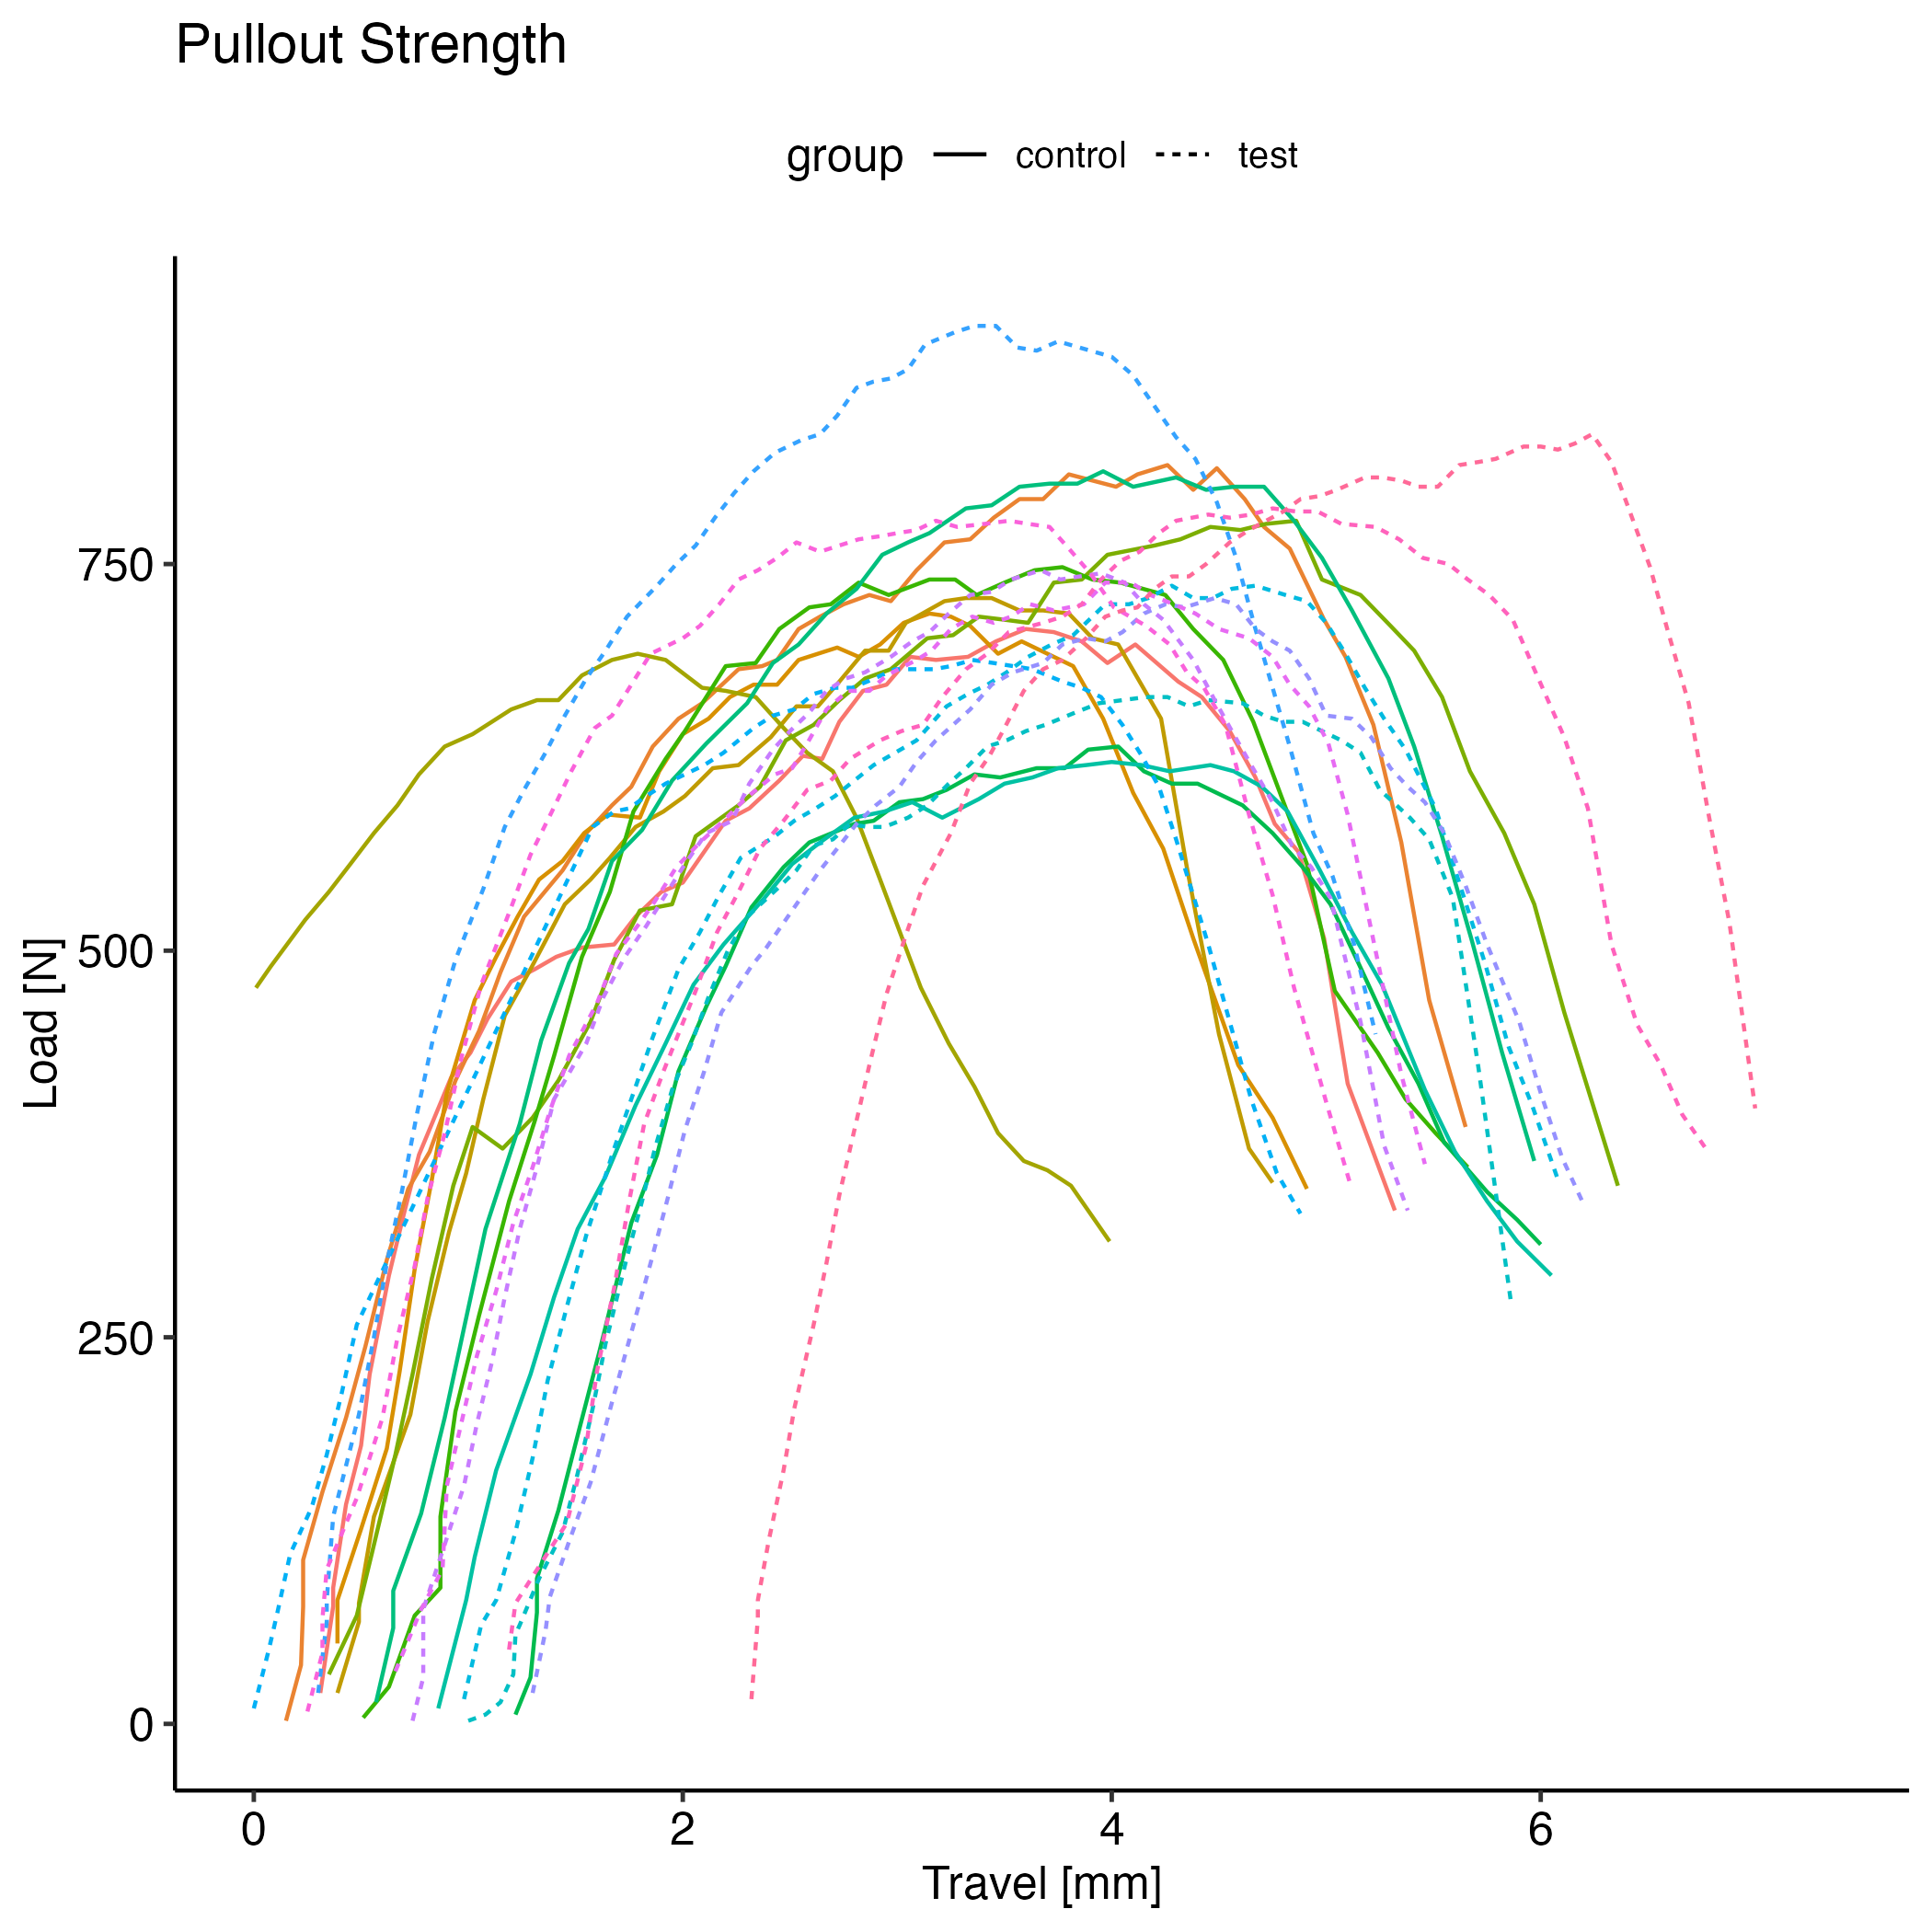 Pullout Strength
group control test
750
500
250
0
Load [N]
0 2 4 6
Travel [mm]